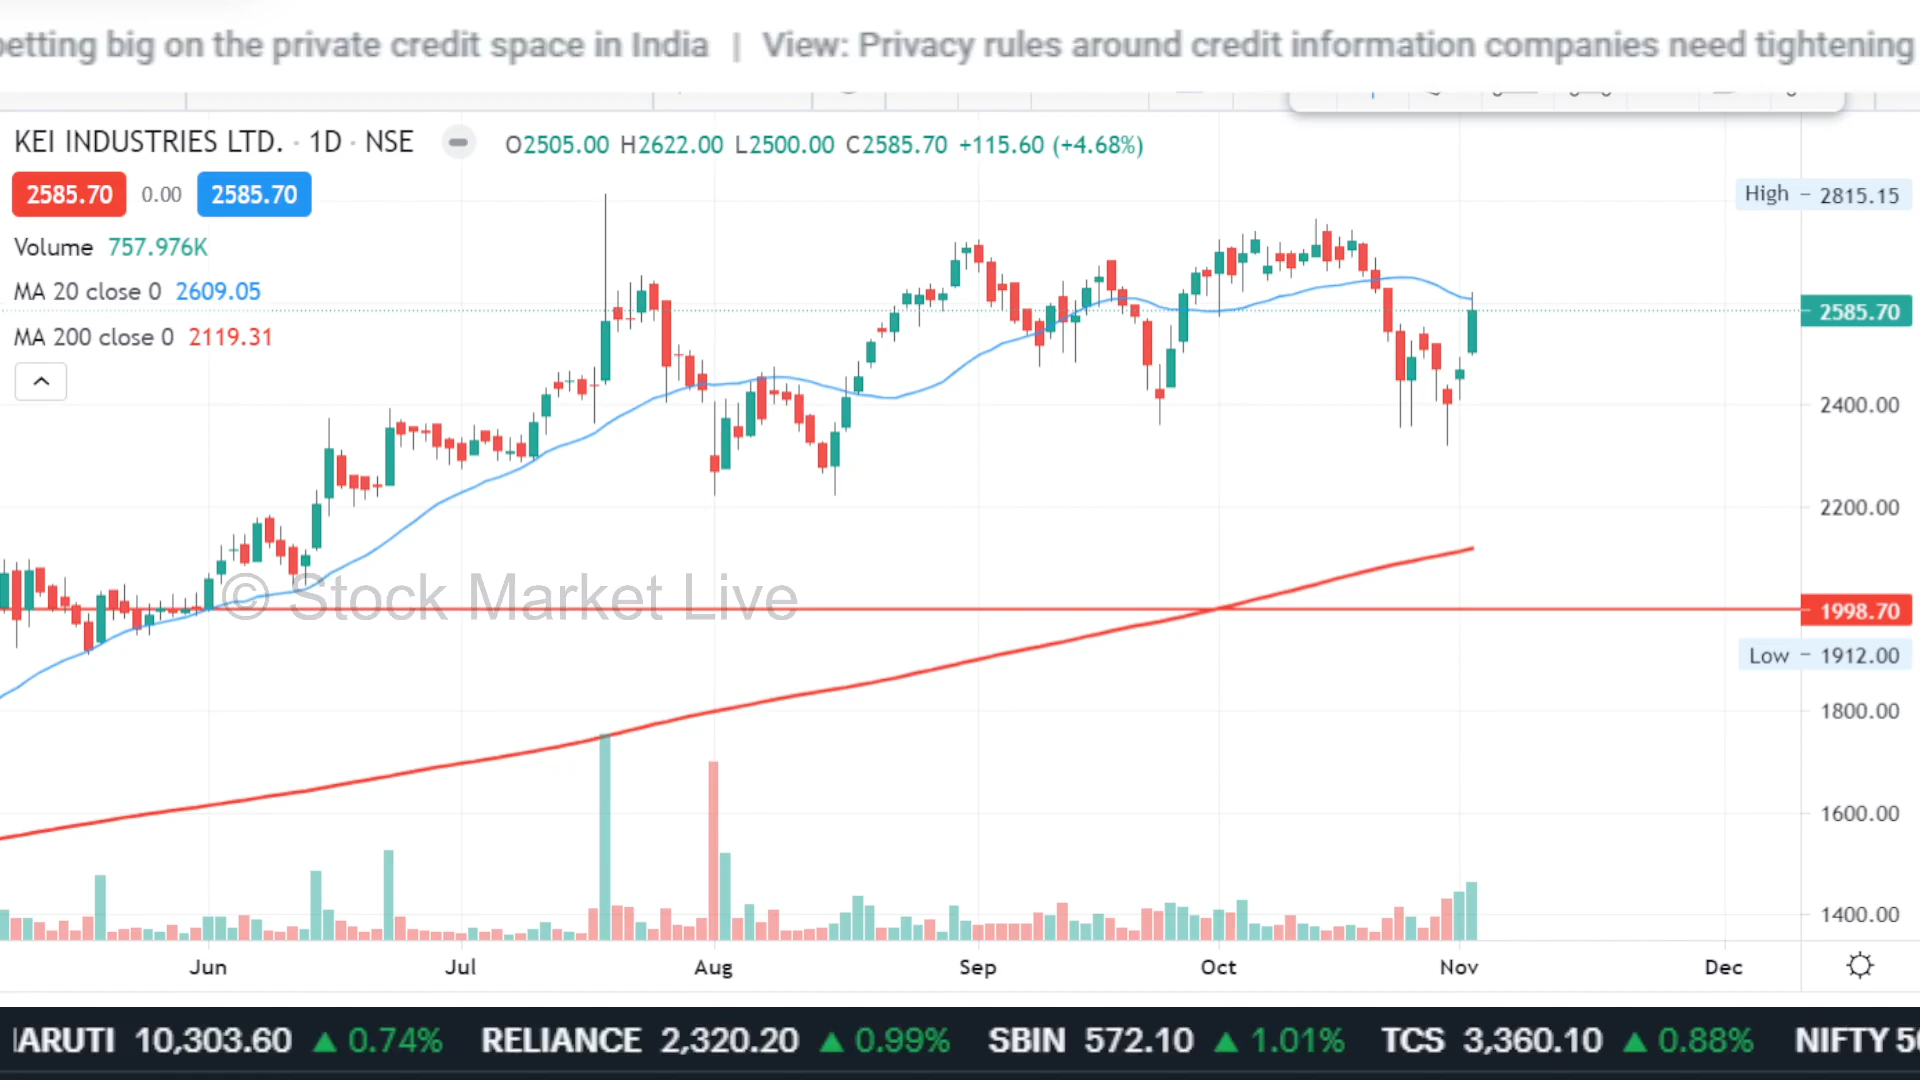 betting big on the private credit space in India | View: Privacy rules around credit information companies need tightening
KEI INDUSTRIES LTD. · 1D · NSE O2505.00 H2622.00 L2500.00 C2585.70 +115.60 (+4.68%)
2585.70 0.00 2585.70
High - 2815.15
Volume 757.976K
MA 20 close 0 2609.05
2585.70
MA 200 close 0 2119.31
2400.00
2200.00
© Stock Market Live
1998.70
Low - 1912.00
1800.00
1600.00
1400.00
Jun Jul Aug Sep Oct Nov Dec
ARUTI 10,303.60 ▲ 0.74% RELIANCE 2,320.20 ▲ 0.99% SBIN 572.10 ▲ 1.01% TCS 3,360.10 ▲ 0.88% NIFTY 50